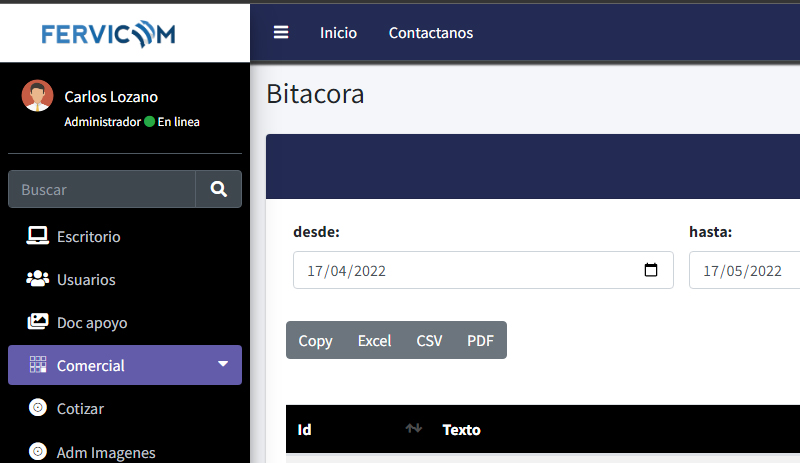 FERVICOM
Inicio
Contactanos
Carlos Lozano
Administrador En linea
Buscar
Escritorio
Usuarios
Doc apoyo
Comercial
Cotizar
Adm Imagenes
Bitacora
desde:
hasta:
17/04/2022
17/05/2022
Copy
Excel
CSV
PDF
Id
Texto